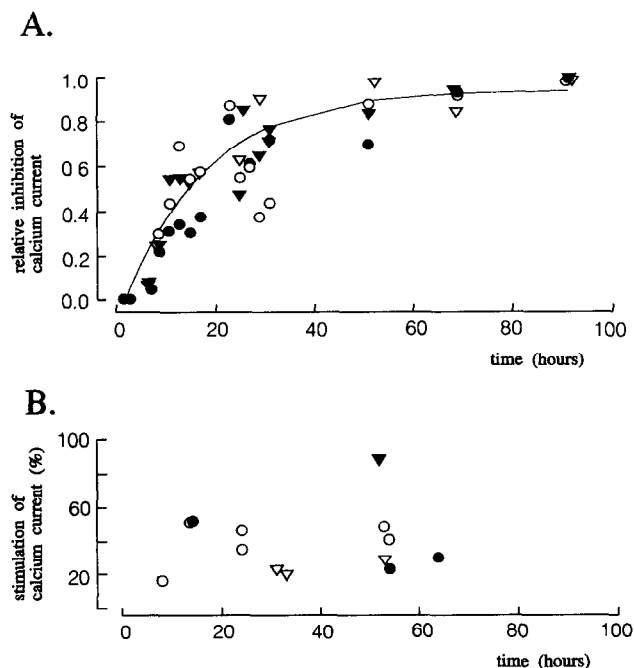 A.
relative inhibition of
calcium current
1.0
0.8
0.6
0.4
0.2
0.0
0 20 40 60 80 100
time (hours)
B.
stimulation of
calcium current (%)
100
60
20
0 20 40 60 80 100
time (hours)